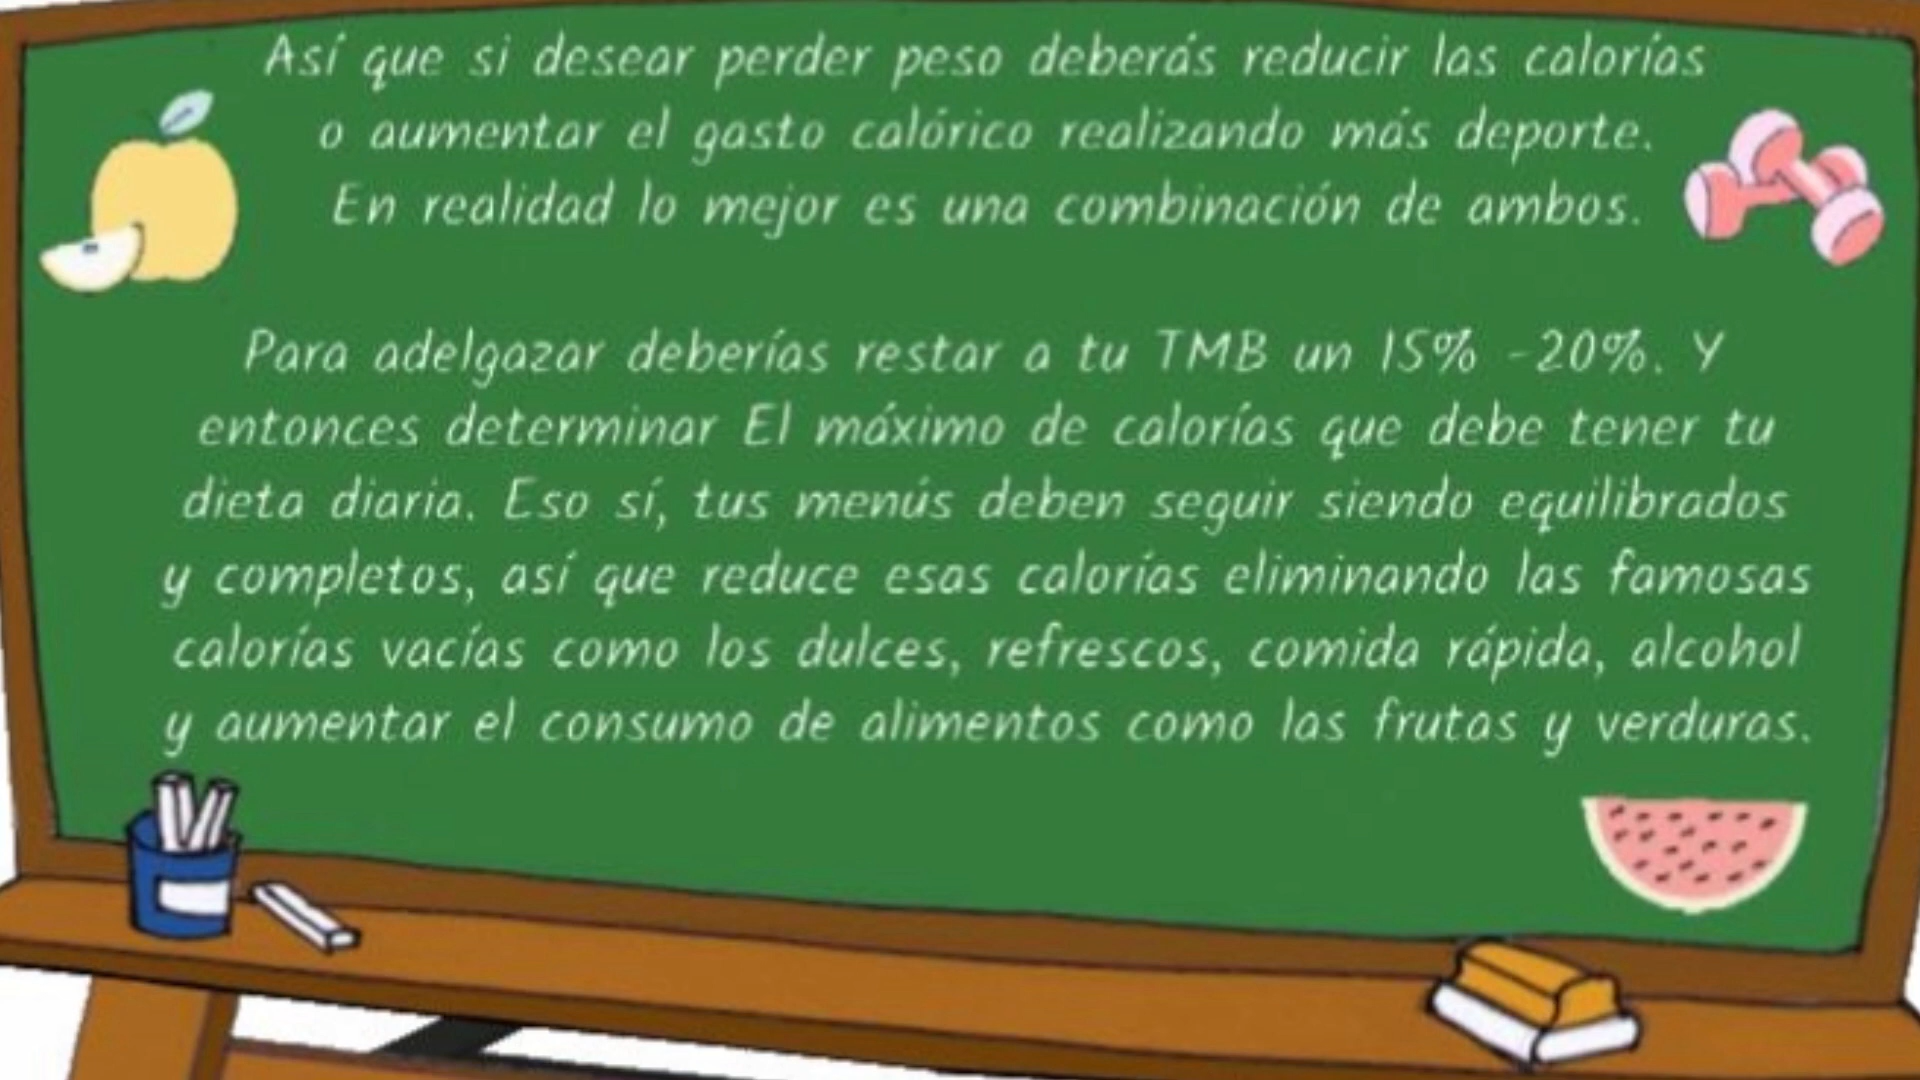 Así que si desear perder peso deberás reducir las calorías
o aumentar el gasto calórico realizando más deporte.
En realidad lo mejor es una combinación de ambos.
Para adelgazar deberías restar a tu TMB un 15% -20%. Y
entonces determinar El máximo de calorías que debe tener tu
dieta diaria. Eso sí, tus menús deben seguir siendo equilibrados
y completos, así que reduce esas calorías eliminando las famosas
calorías vacías como los dulces, refrescos, comida rápida, alcohol
y aumentar el consumo de alimentos como las frutas y verduras.